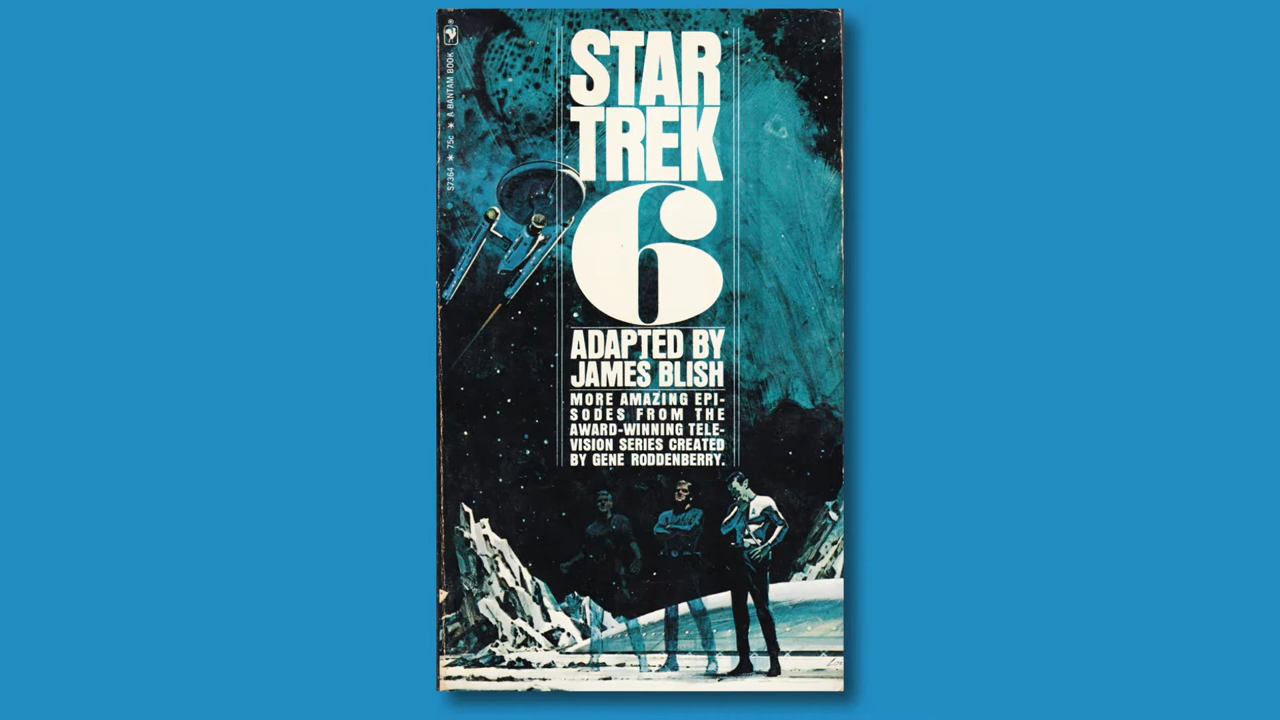 STAR
TREK
6
ADAPTED BY
JAMES BLISH
MORE AMAZING EPI-
SODES FROM THE
AWARD-WINNING TELE-
VISION SERIES CREATED
BY GENE RODDENBERRY.
S7364 ★ 75c ★ A BANTAM BOOK ®